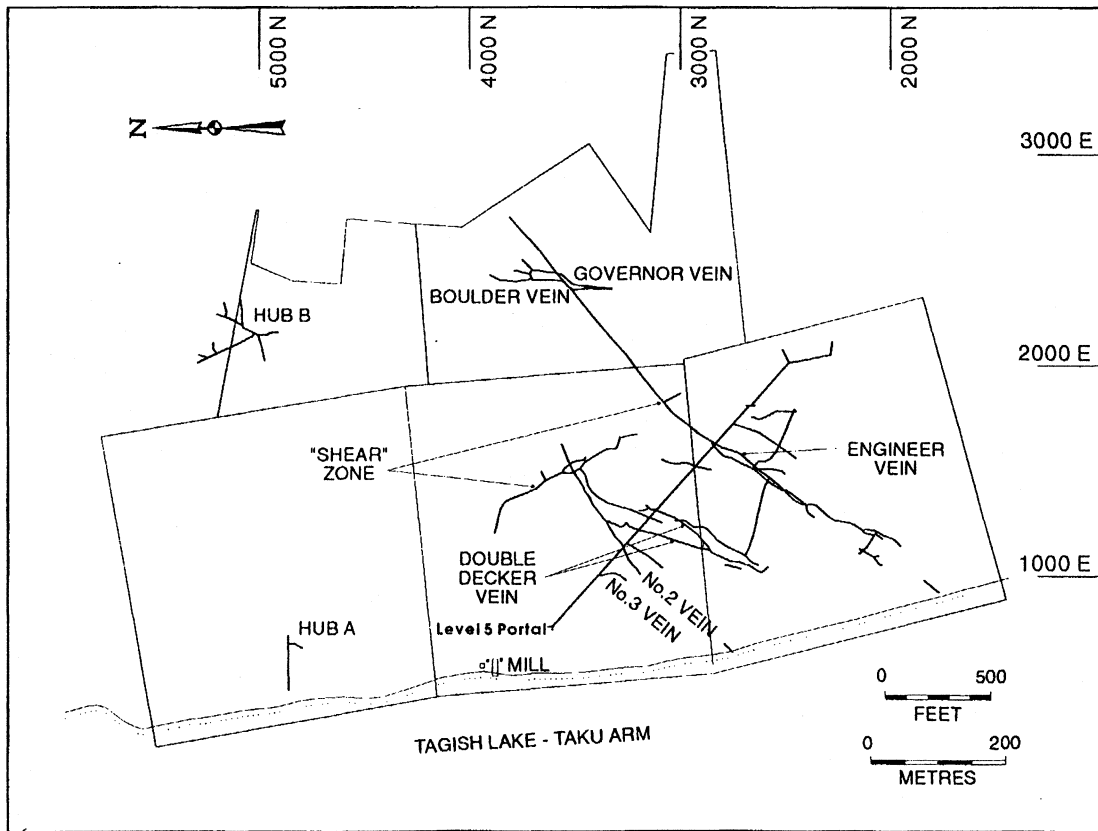 5000 N
4000 N
3000 N
2000 N
N
3000 E
GOVERNOR VEIN
BOULDER VEIN
HUB B
2000 E
"SHEAR"
ZONE
ENGINEER
VEIN
DOUBLE
DECKER
VEIN
1000 E
No.2 VEIN
No.3 VEIN
HUB A
Level 5 Portal
MILL
0 500
FEET
TAGISH LAKE - TAKU ARM
0 200
METRES